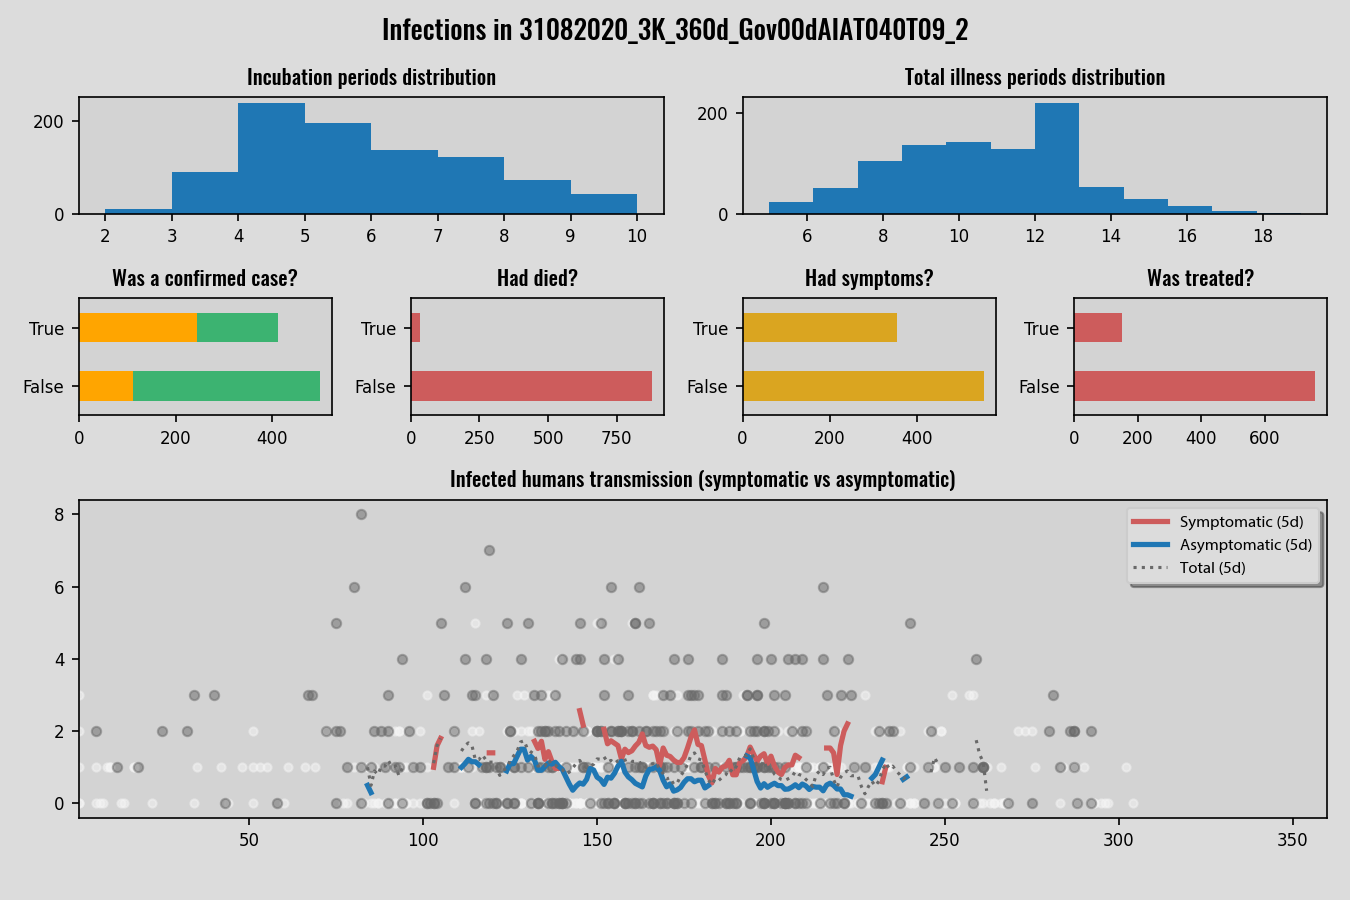 Infections in 31082020_3K_360d_Gov00dAIAT040T09_2
Incubation periods distribution
Total illness periods distribution
200
0
2 3 4 5 6 7 8 9 10
200
0
6 8 10 12 14 16 18
Was a confirmed case?
Had died?
Had symptoms?
Was treated?
True
False
0 200 400
True
False
0 250 500 750
True
False
0 200 400
True
False
0 200 400 600
Infected humans transmission (symptomatic vs asymptomatic)
8
6
4
2
0
Symptomatic (5d)
Asymptomatic (5d)
Total (5d)
50 100 150 200 250 300 350